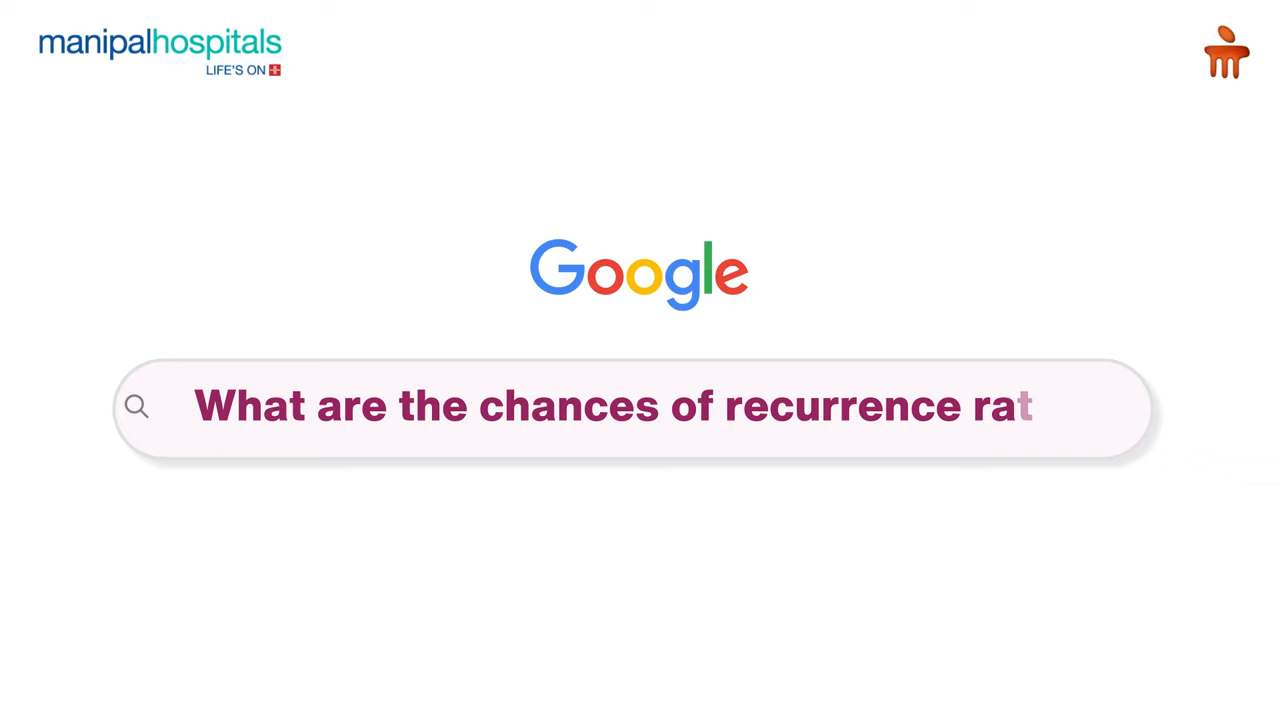 manipalhospitals
LIFE'S ON
Google
What are the chances of recurrence rat